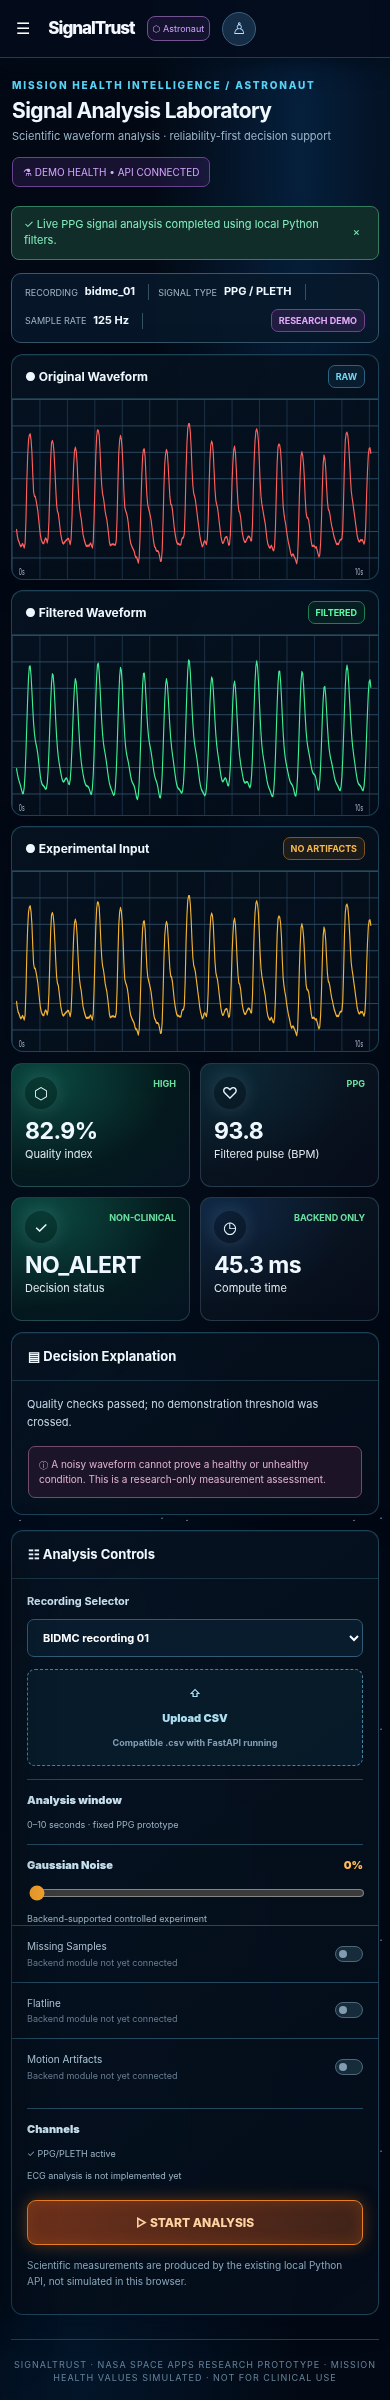 ☰ SignalTrust ⬡ Astronaut ♙
MISSION HEALTH INTELLIGENCE / ASTRONAUT
Signal Analysis Laboratory
Scientific waveform analysis · reliability-first decision support
⚗ DEMO HEALTH • API CONNECTED
✓ Live PPG signal analysis completed using local Python
filters.
×
RECORDING bidmc_01 SIGNAL TYPE PPG / PLETH
SAMPLE RATE 125 Hz RESEARCH DEMO
● Original Waveform RAW
0s 10s
● Filtered Waveform FILTERED
0s 10s
● Experimental Input NO ARTIFACTS
0s 10s
⬡ HIGH
82.9%
Quality index
♡ PPG
93.8
Filtered pulse (BPM)
✓ NON-CLINICAL
NO_ALERT
Decision status
◷ BACKEND ONLY
45.3 ms
Compute time
▤ Decision Explanation
Quality checks passed; no demonstration threshold was
crossed.
ⓘ A noisy waveform cannot prove a healthy or unhealthy
condition. This is a research-only measurement assessment.
☷ Analysis Controls
Recording Selector
BIDMC recording 01
⇧
Upload CSV
Compatible .csv with FastAPI running
Analysis window
0–10 seconds · fixed PPG prototype
Gaussian Noise 0%
Backend-supported controlled experiment
Missing Samples
Backend module not yet connected
Flatline
Backend module not yet connected
Motion Artifacts
Backend module not yet connected
Channels
✓ PPG/PLETH active
ECG analysis is not implemented yet
▷ START ANALYSIS
Scientific measurements are produced by the existing local Python
API, not simulated in this browser.
SIGNALTRUST · NASA SPACE APPS RESEARCH PROTOTYPE · MISSION
HEALTH VALUES SIMULATED · NOT FOR CLINICAL USE